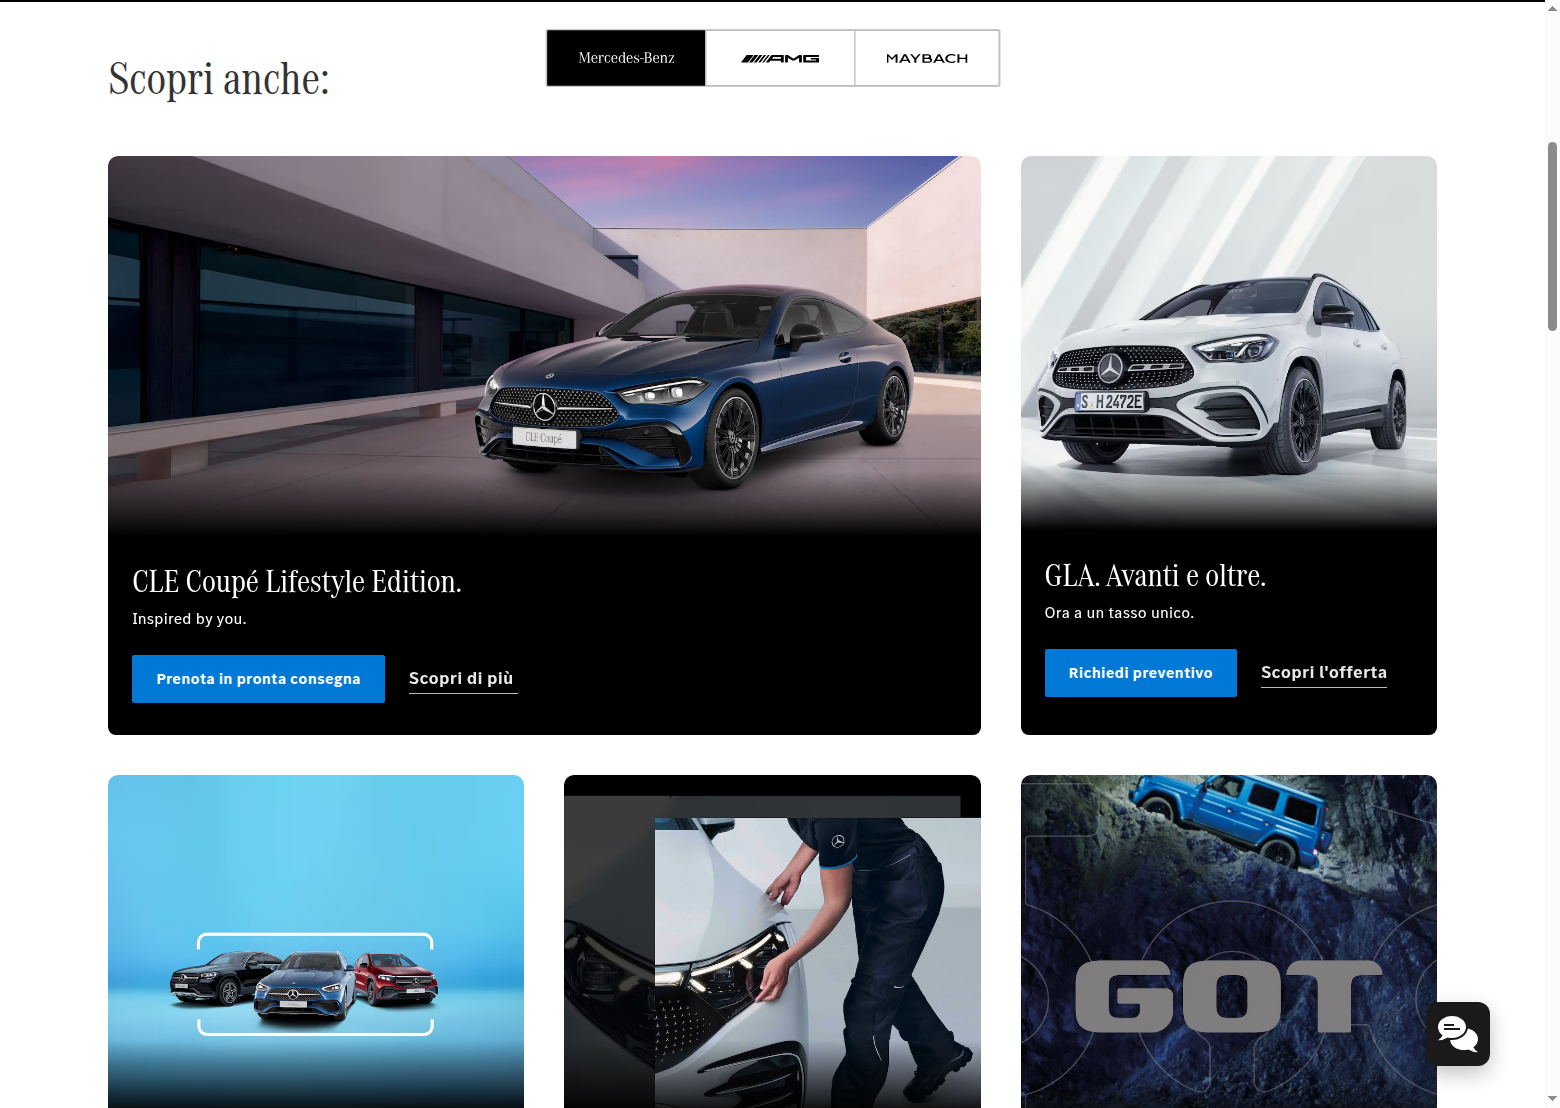 Mercedes-Benz
AMG
MAYBACH
Scopri anche:
CLE Coupé
S H 2472E
CLE Coupé Lifestyle Edition.
Inspired by you.
Prenota in pronta consegna
Scopri di più
GLA. Avanti e oltre.
Ora a un tasso unico.
Richiedi preventivo
Scopri l'offerta
GOT